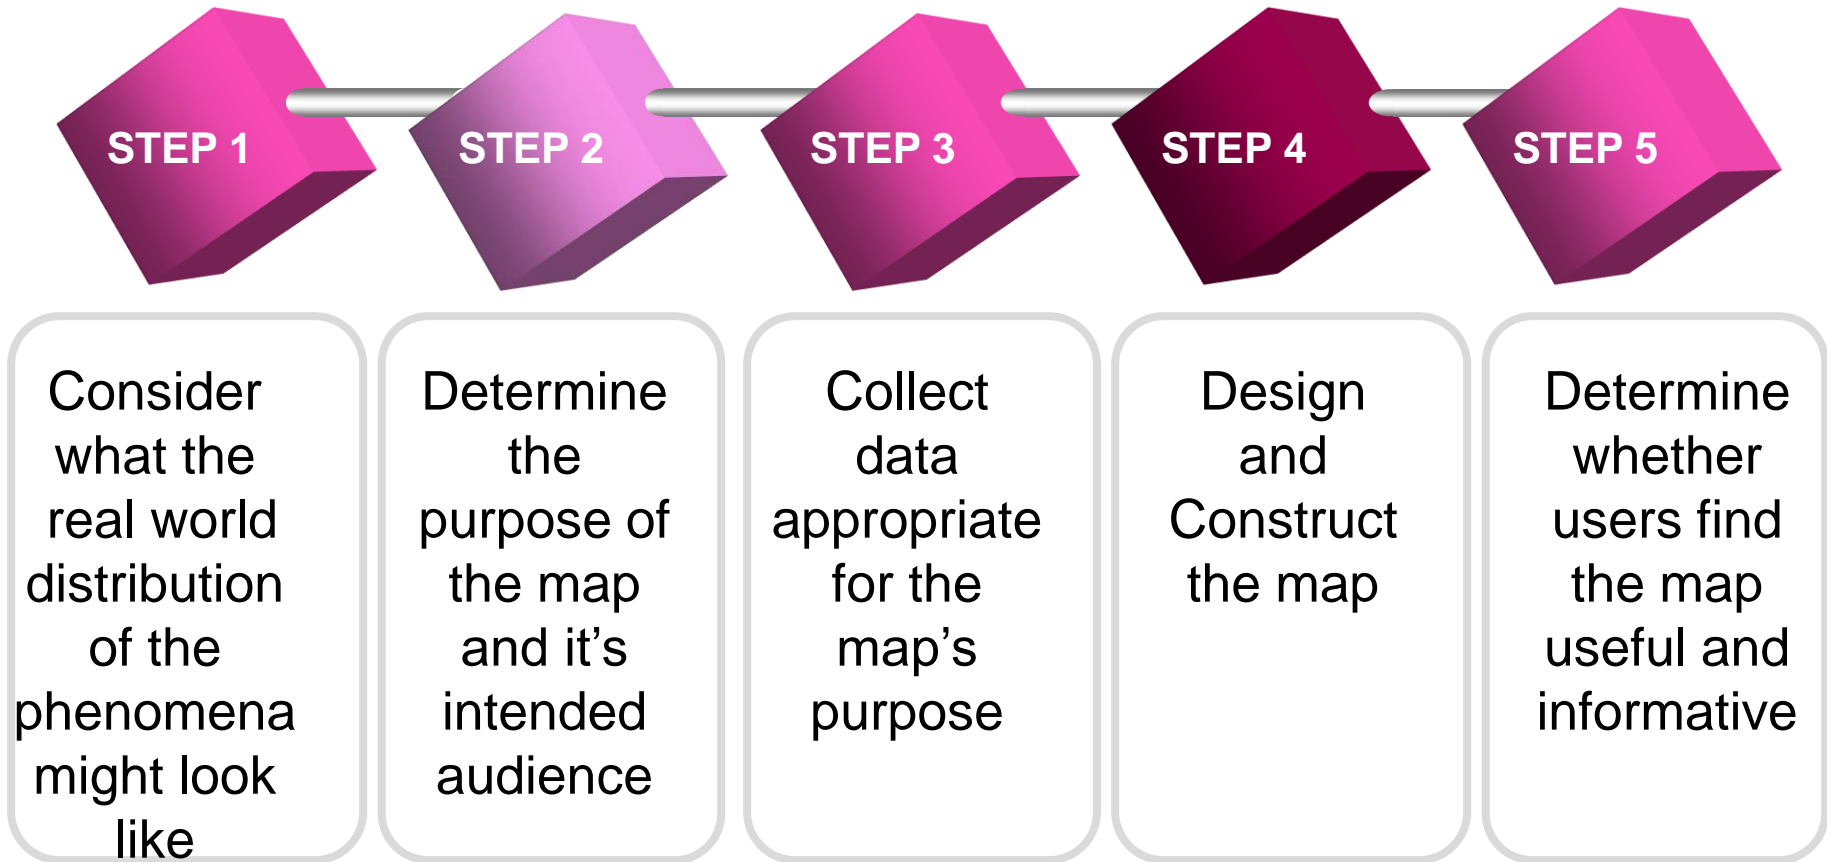 STEP 1
STEP 2
STEP 3
STEP 4
STEP 5
Consider
what the
real world
distribution
of the
phenomena
might look
like
Determine
the
purpose of
the map
and it’s
intended
audience
Collect
data
appropriate
for the
map’s
purpose
Design
and
Construct
the map
Determine
whether
users find
the map
useful and
informative